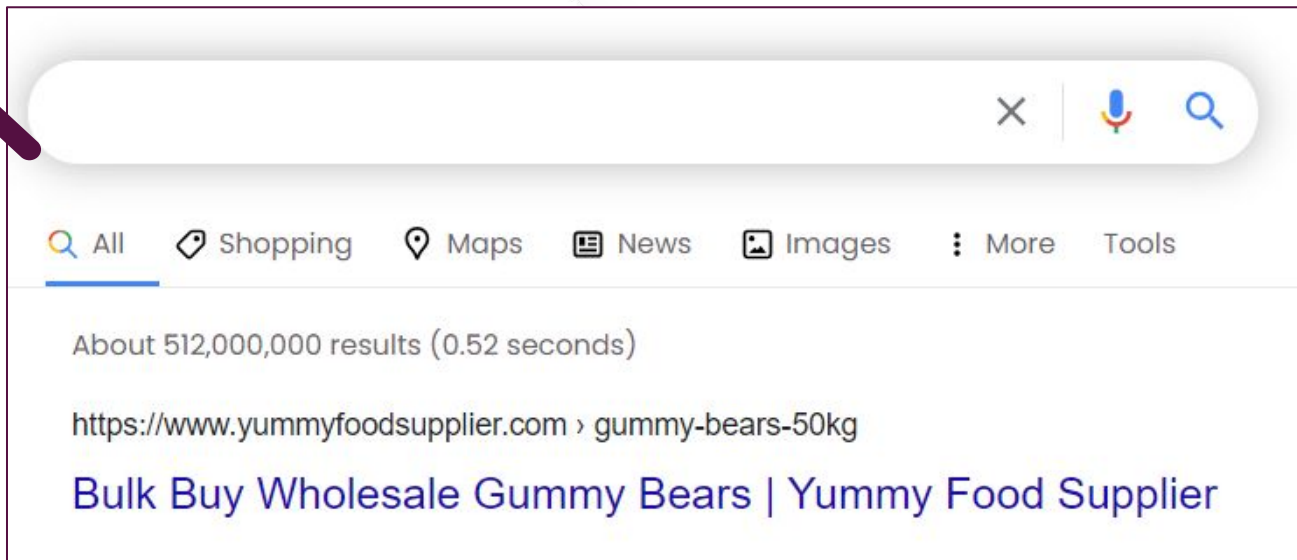 All Shopping Maps News Images More Tools
About 512,000,000 results (0.52 seconds)
https://www.yummyfoodsupplier.com › gummy-bears-50kg
Bulk Buy Wholesale Gummy Bears | Yummy Food Supplier